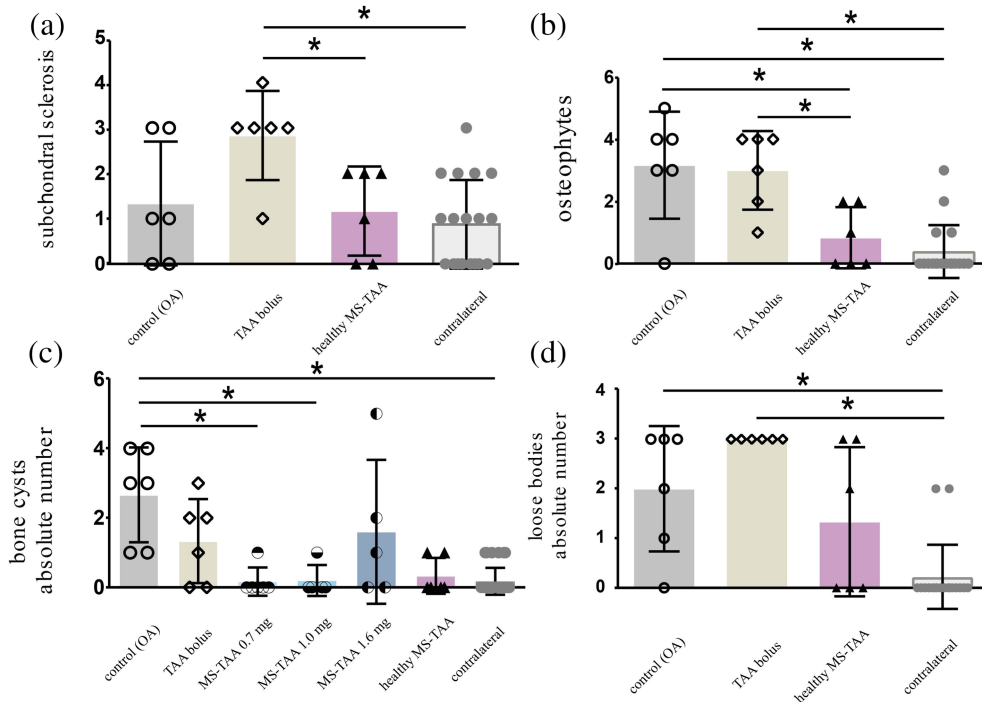 (a)
subchondral sclerosis
5
4
3
2
1
0
*
*
control (OA)
TAA bolus
healthy MS-TAA
contralateral
(b)
osteophytes
6
4
2
0
*
*
*
*
control (OA)
TAA bolus
healthy MS-TAA
contralateral
(c)
bone cysts
absolute number
6
4
2
0
*
*
*
control (OA)
TAA bolus
MS-TAA 0.7 mg
MS-TAA 1.0 mg
MS-TAA 1.6 mg
healthy MS-TAA
contralateral
(d)
loose bodies
absolute number
4
3
2
1
0
*
*
control (OA)
TAA bolus
healthy MS-TAA
contralateral